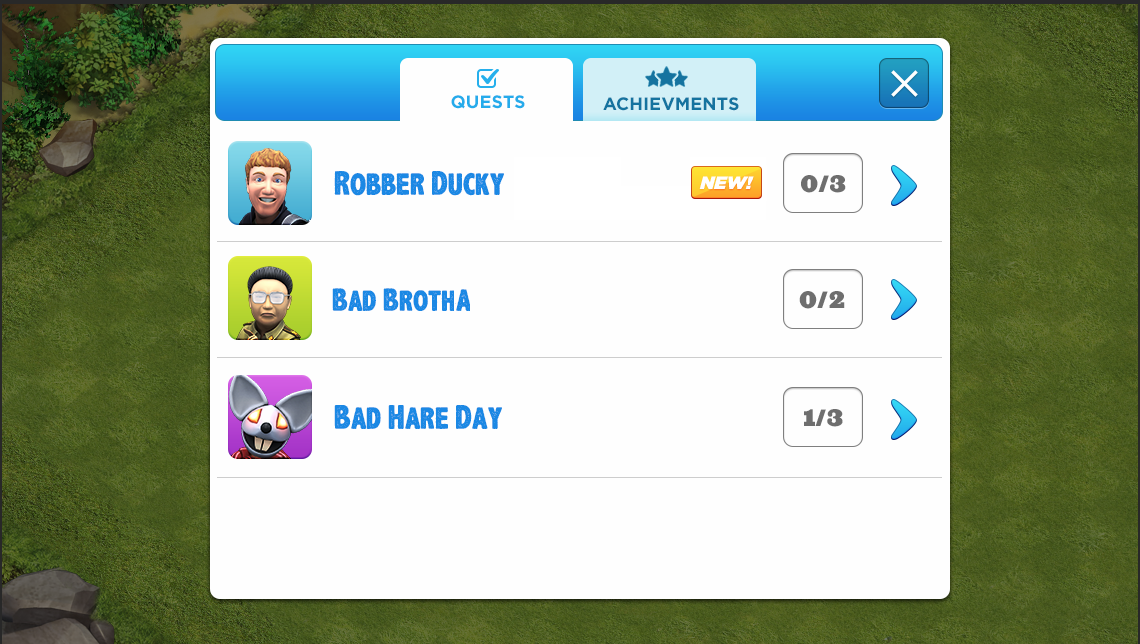 QUESTS
ACHIEVMENTS
ROBBER DUCKY
NEW!
0/3
BAD BROTHA
0/2
BAD HARE DAY
1/3